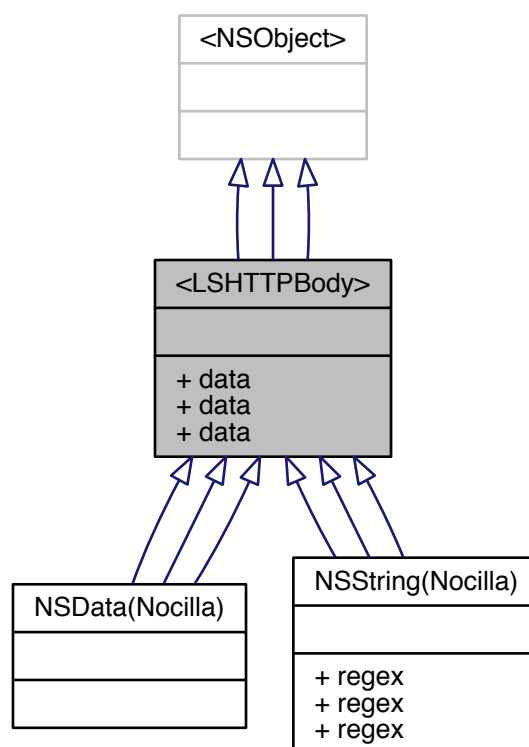 <NSObject>
<LSHTTPBody>
+ data
+ data
+ data
NSData(Nocilla)
NSString(Nocilla)
+ regex
+ regex
+ regex